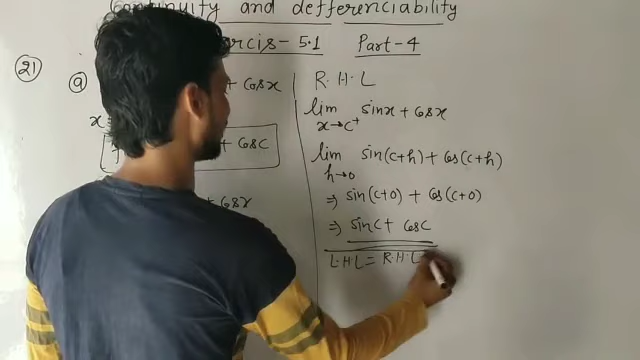 Continuity and defferenciability
ercis - 5.1 Part - 4
21
a + Cosx
x
+ Cosc
+ Cosx
R.H.L
lim sinx + Cosx
x→c⁺
lim sin(c+h) + Cos(c+h)
h→0
⇒ sin(c+0) + Cos(c+0)
⇒ sinc + Cosc
L.H.L = R.H.L